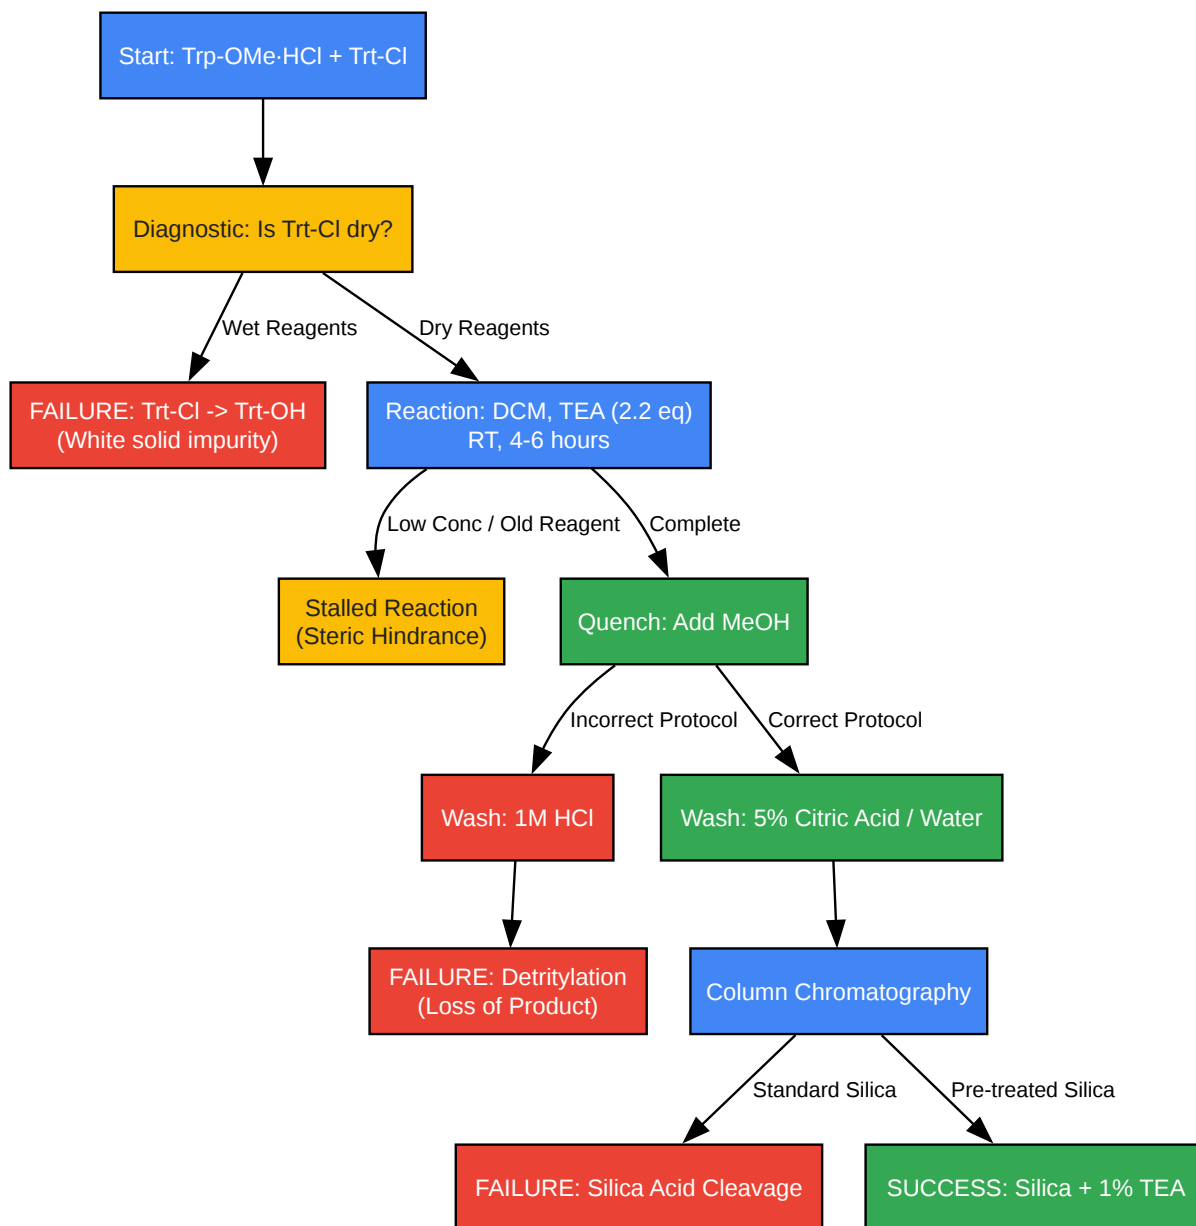 Start: Trp-OMe·HCl + Trt-Cl
Diagnostic: Is Trt-Cl dry?
Wet Reagents
Dry Reagents
FAILURE: Trt-Cl -> Trt-OH
(White solid impurity)
Reaction: DCM, TEA (2.2 eq)
RT, 4-6 hours
Low Conc / Old Reagent
Complete
Stalled Reaction
(Steric Hindrance)
Quench: Add MeOH
Incorrect Protocol
Correct Protocol
Wash: 1M HCl
Wash: 5% Citric Acid / Water
FAILURE: Detritylation
(Loss of Product)
Column Chromatography
Standard Silica
Pre-treated Silica
FAILURE: Silica Acid Cleavage
SUCCESS: Silica + 1% TEA